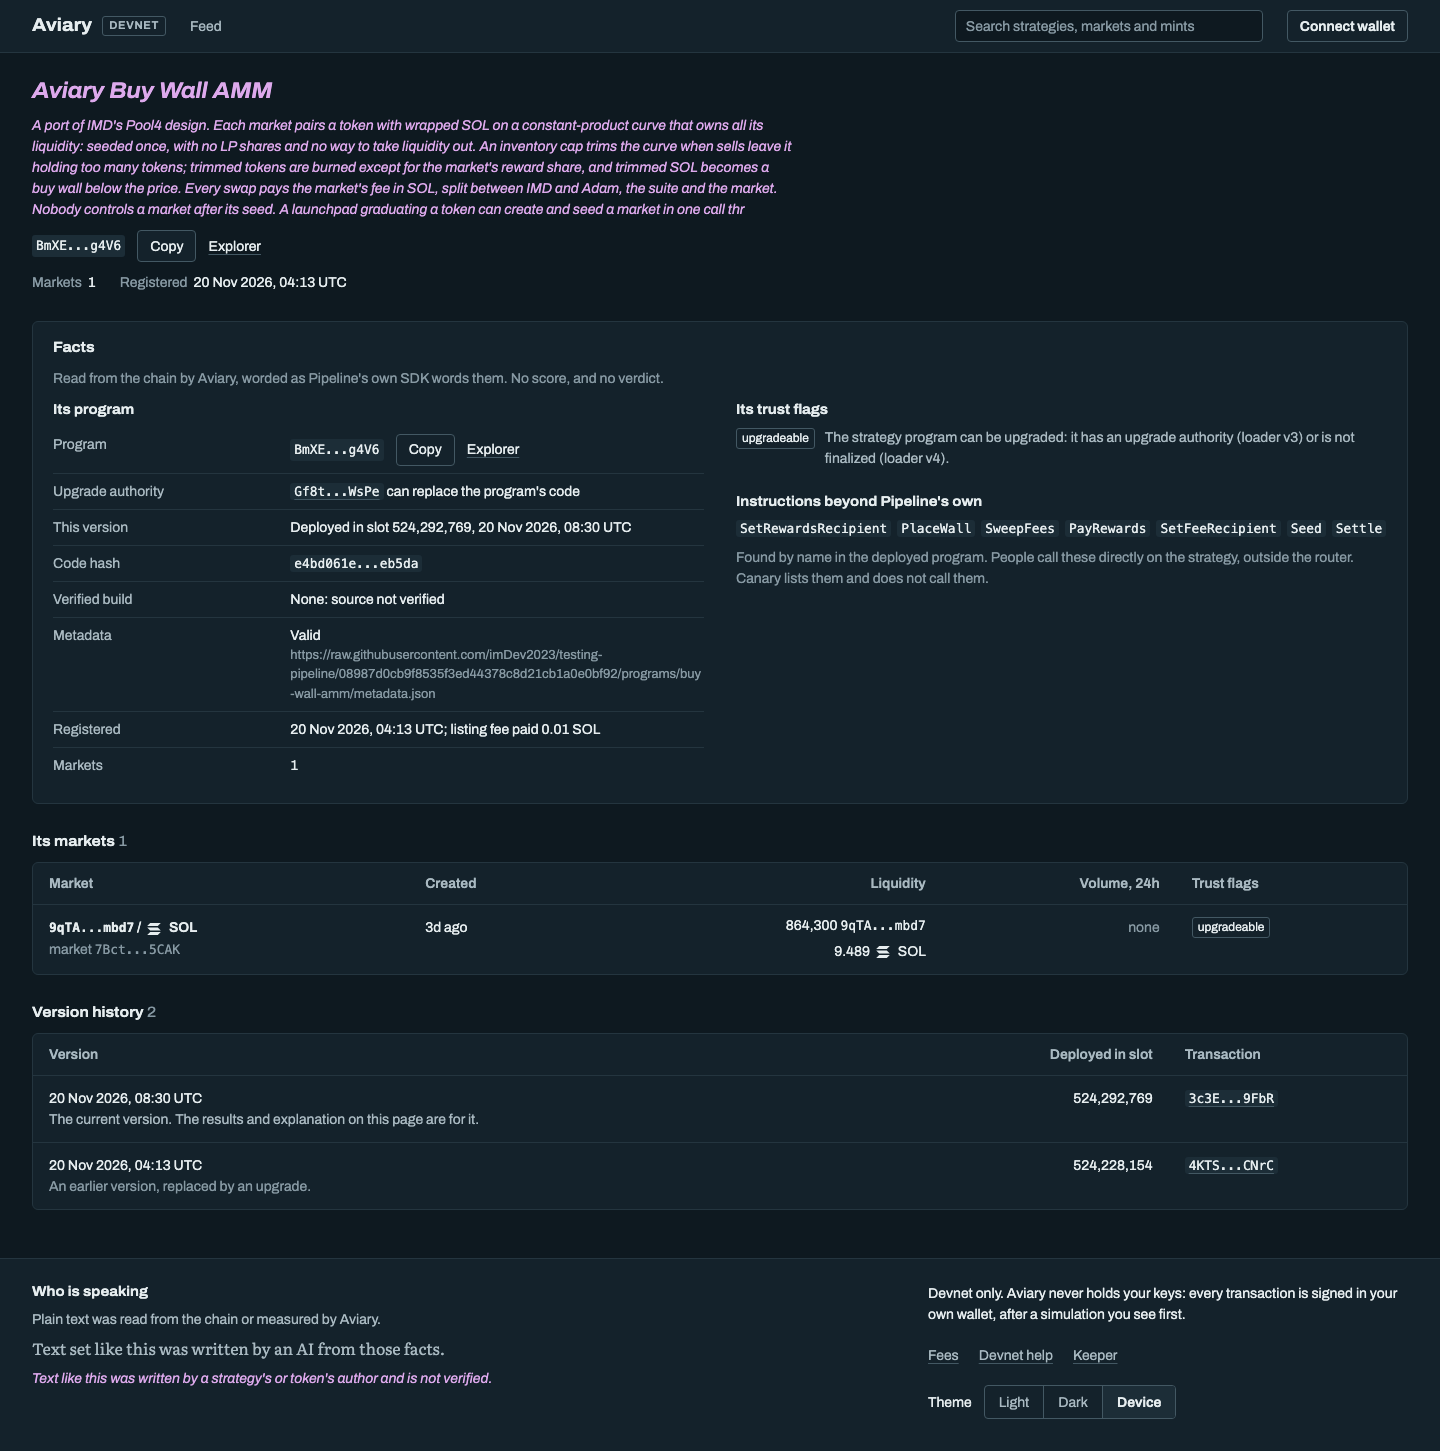 Aviary DEVNET Feed Search strategies, markets and mints Connect wallet
Aviary Buy Wall AMM
A port of IMD's Pool4 design. Each market pairs a token with wrapped SOL on a constant-product curve that owns all its
liquidity: seeded once, with no LP shares and no way to take liquidity out. An inventory cap trims the curve when sells leave it
holding too many tokens; trimmed tokens are burned except for the market's reward share, and trimmed SOL becomes a
buy wall below the price. Every swap pays the market's fee in SOL, split between IMD and Adam, the suite and the market.
Nobody controls a market after its seed. A launchpad graduating a token can create and seed a market in one call thr
BmXE...g4V6 Copy Explorer
Markets 1 Registered 20 Nov 2026, 04:13 UTC
Facts
Read from the chain by Aviary, worded as Pipeline's own SDK words them. No score, and no verdict.
Its program
Program BmXE...g4V6 Copy Explorer
Upgrade authority Gf8t...WsPe can replace the program's code
This version Deployed in slot 524,292,769, 20 Nov 2026, 08:30 UTC
Code hash e4bd061e...eb5da
Verified build None: source not verified
Metadata Valid
https://raw.githubusercontent.com/imDev2023/testing-
pipeline/08987d0cb9f8535f3ed44378c8d21cb1a0e0bf92/programs/buy
-wall-amm/metadata.json
Registered 20 Nov 2026, 04:13 UTC; listing fee paid 0.01 SOL
Markets 1
Its trust flags
upgradeable The strategy program can be upgraded: it has an upgrade authority (loader v3) or is not
finalized (loader v4).
Instructions beyond Pipeline's own
SetRewardsRecipient PlaceWall SweepFees PayRewards SetFeeRecipient Seed Settle
Found by name in the deployed program. People call these directly on the strategy, outside the router.
Canary lists them and does not call them.
Its markets 1
Market Created Liquidity Volume, 24h Trust flags
9qTA...mbd7 / SOL 3d ago 864,300 9qTA...mbd7 none upgradeable
market 7Bct...5CAK 9.489 SOL
Version history 2
Version Deployed in slot Transaction
20 Nov 2026, 08:30 UTC 524,292,769 3c3E...9FbR
The current version. The results and explanation on this page are for it.
20 Nov 2026, 04:13 UTC 524,228,154 4KTS...CNrC
An earlier version, replaced by an upgrade.
Who is speaking
Plain text was read from the chain or measured by Aviary.
Text set like this was written by an AI from those facts.
Text like this was written by a strategy's or token's author and is not verified.
Devnet only. Aviary never holds your keys: every transaction is signed in your
own wallet, after a simulation you see first.
Fees Devnet help Keeper
Theme Light Dark Device